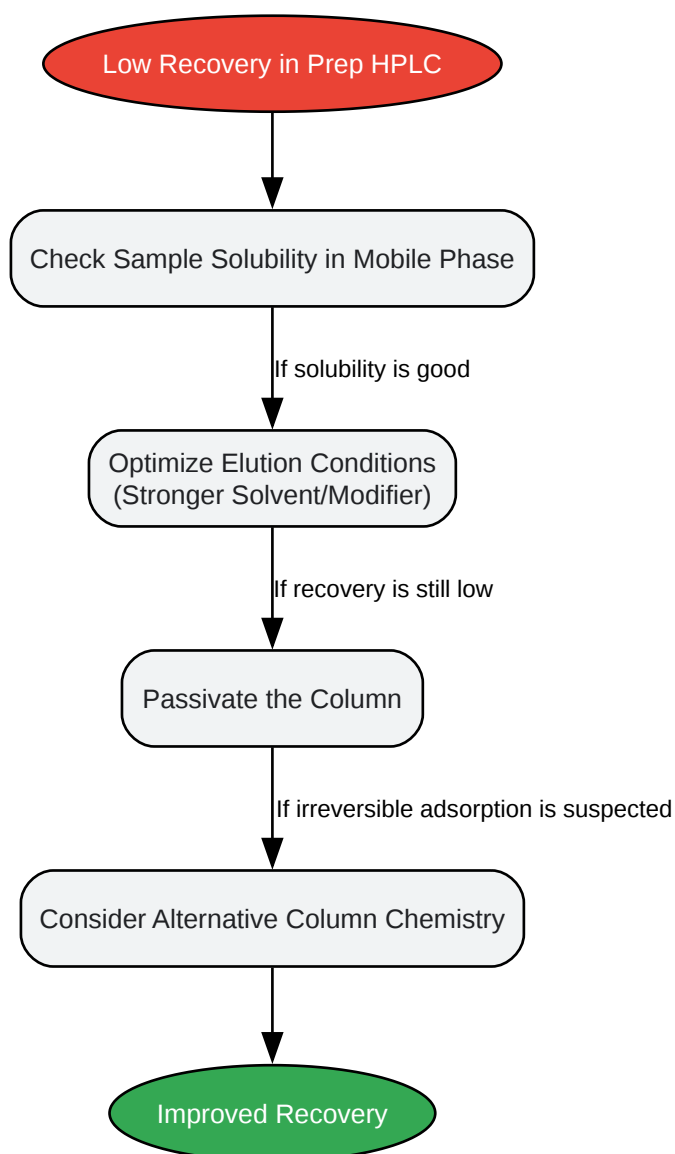 Low Recovery in Prep HPLC
Check Sample Solubility in Mobile Phase
If solubility is good
Optimize Elution Conditions
(Stronger Solvent/Modifier)
If recovery is still low
Passivate the Column
If irreversible adsorption is suspected
Consider Alternative Column Chemistry
Improved Recovery